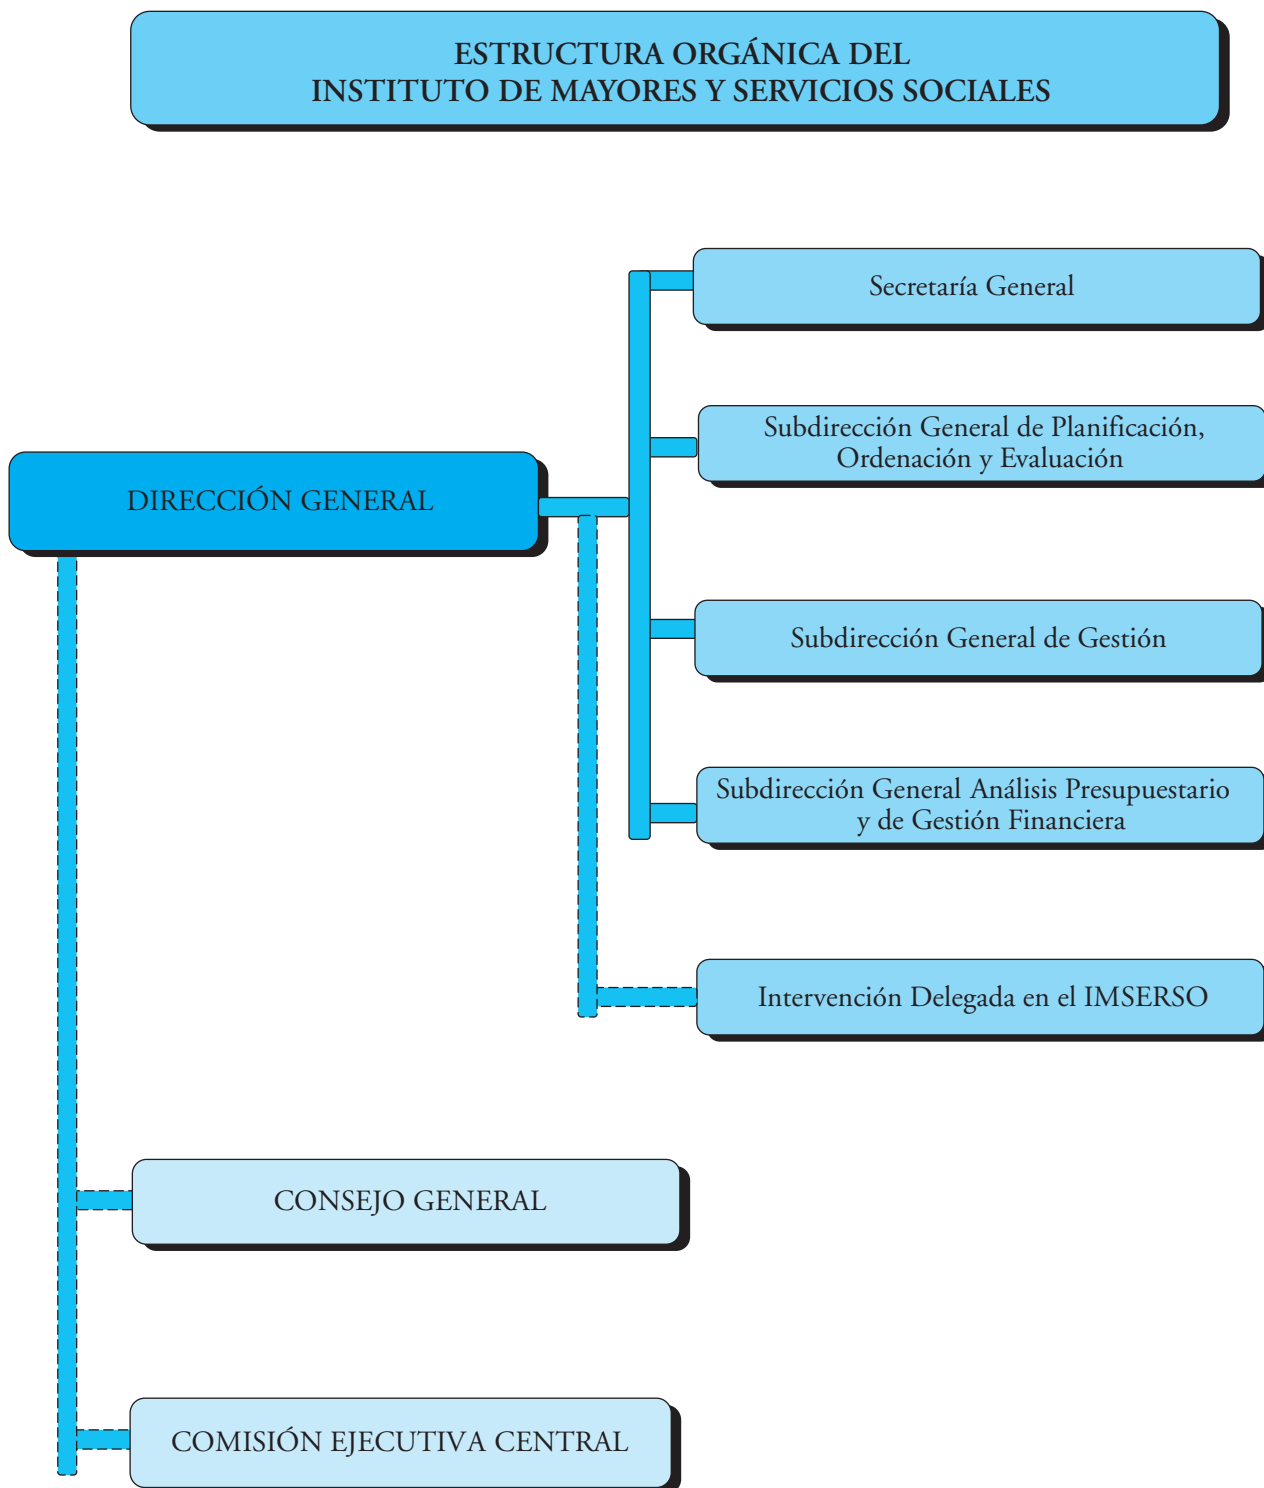 ESTRUCTURA ORGÁNICA DEL
INSTITUTO DE MAYORES Y SERVICIOS SOCIALES
Secretaría General
Subdirección General de Planificación,
Ordenación y Evaluación
DIRECCIÓN GENERAL
Subdirección General de Gestión
Subdirección General Análisis Presupuestario
y de Gestión Financiera
Intervención Delegada en el IMSERSO
CONSEJO GENERAL
COMISIÓN EJECUTIVA CENTRAL